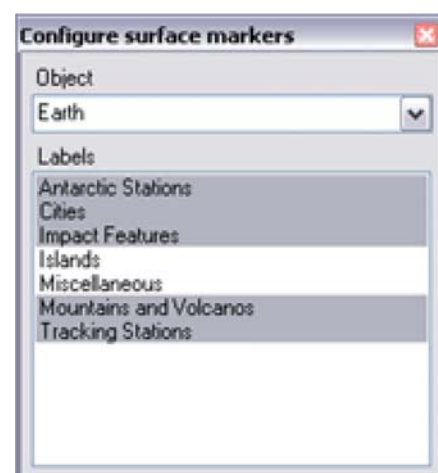 Configure surface markers
Object
Earth
Labels
Antarctic Stations
Cities
Impact Features
Islands
Miscellaneous
Mountains and Volcanos
Tracking Stations